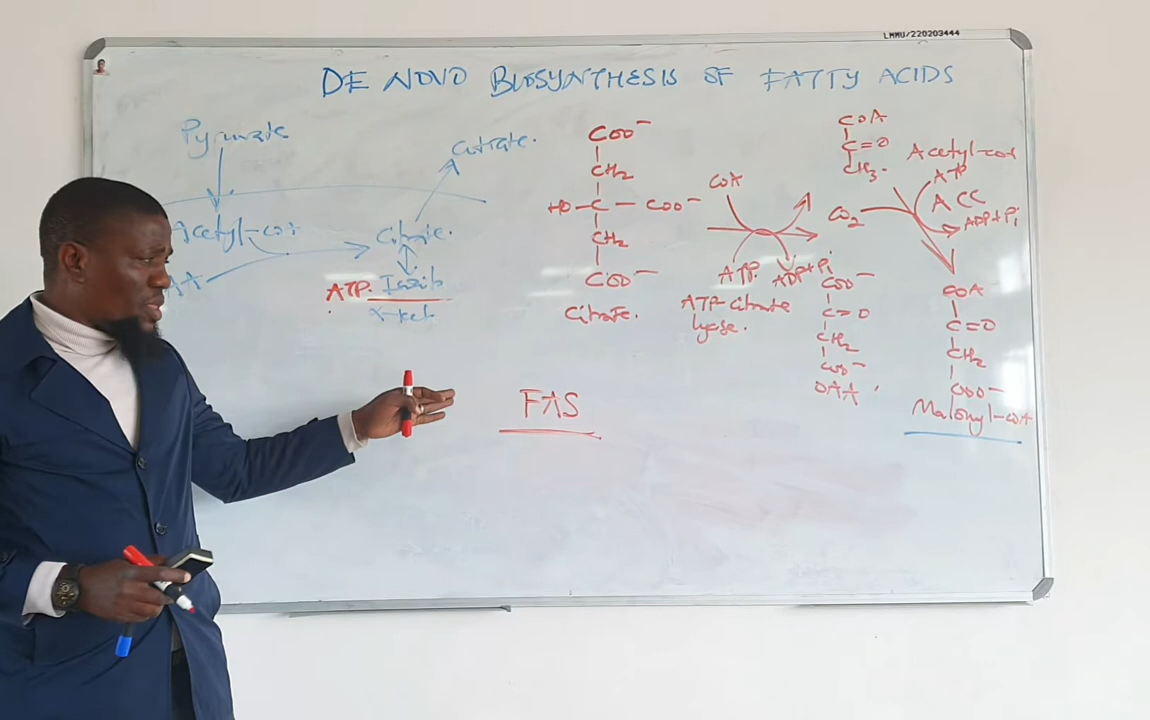 LMMU/220203444
DE NOVO BIOSYNTHESIS OF FATTY ACIDS
Pyruvate
Citrate.
Acetyl-CoA
Citrate.
ATP.
α-ket
COO⁻
CH₂
HO-C-COO⁻
CH₂
COO⁻
Citrate.
CoA
ATP.
ADP+Pi
ATP-Citrate
lyase.
COO⁻
C=O
CH₂
COO⁻
OAA
COA
C=O
CH₃.
Acetyl-CoA
CO₂
ATP
ACC
ADP+Pi
COA
C=O
CH₂
COO⁻
Malonyl-CoA
FAS